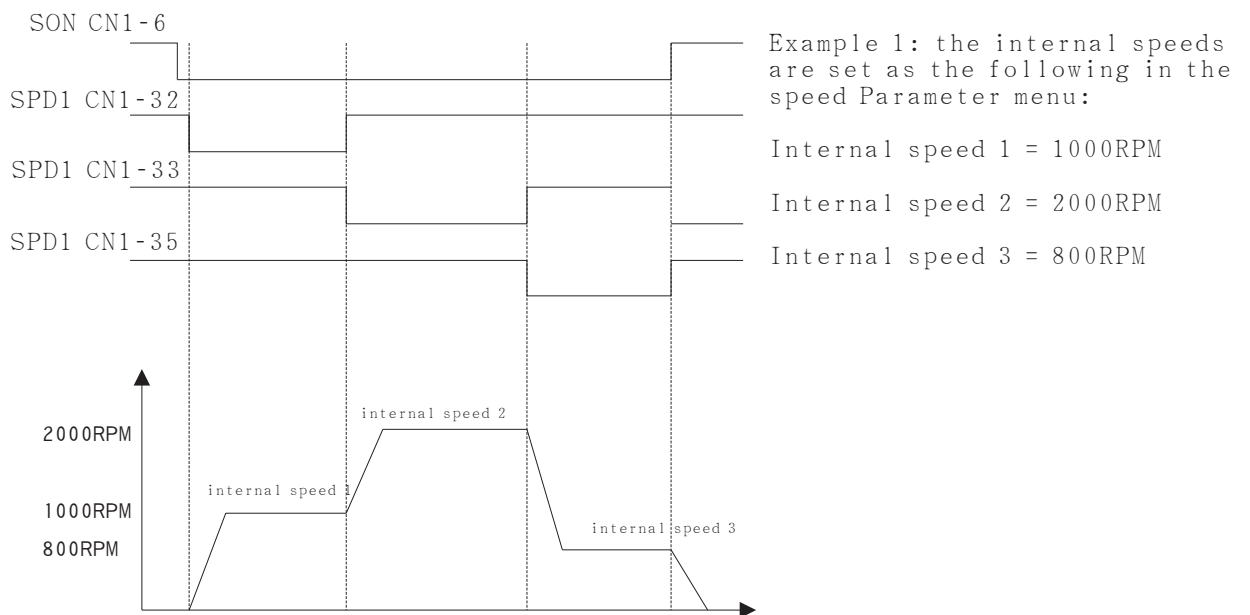 SON CN1-6
SPD1 CN1-32
SPD1 CN1-33
SPD1 CN1-35
Example 1: the internal speeds
are set as the following in the
speed Parameter menu:
Internal speed 1 = 1000RPM
Internal speed 2 = 2000RPM
Internal speed 3 = 800RPM
internal speed 2
2000RPM
internal speed 1
1000RPM
internal speed 3
800RPM